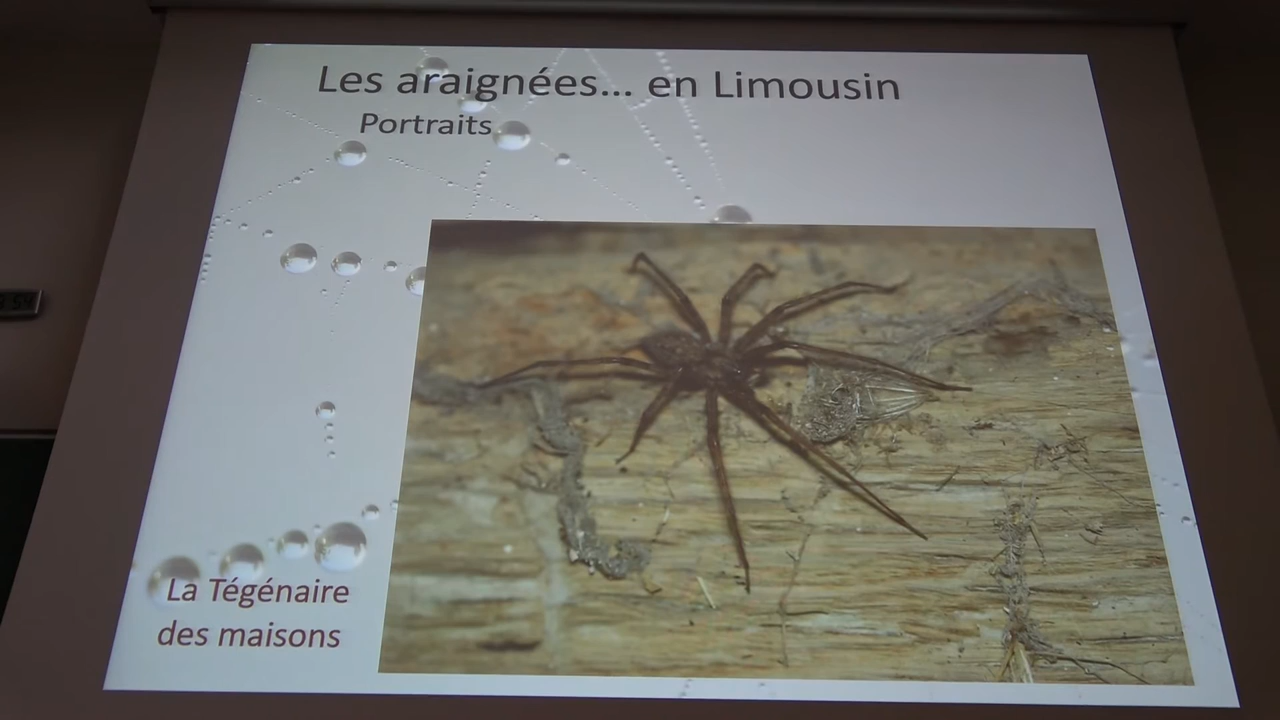 Les araignées... en Limousin
Portraits
La Tégénaire
des maisons